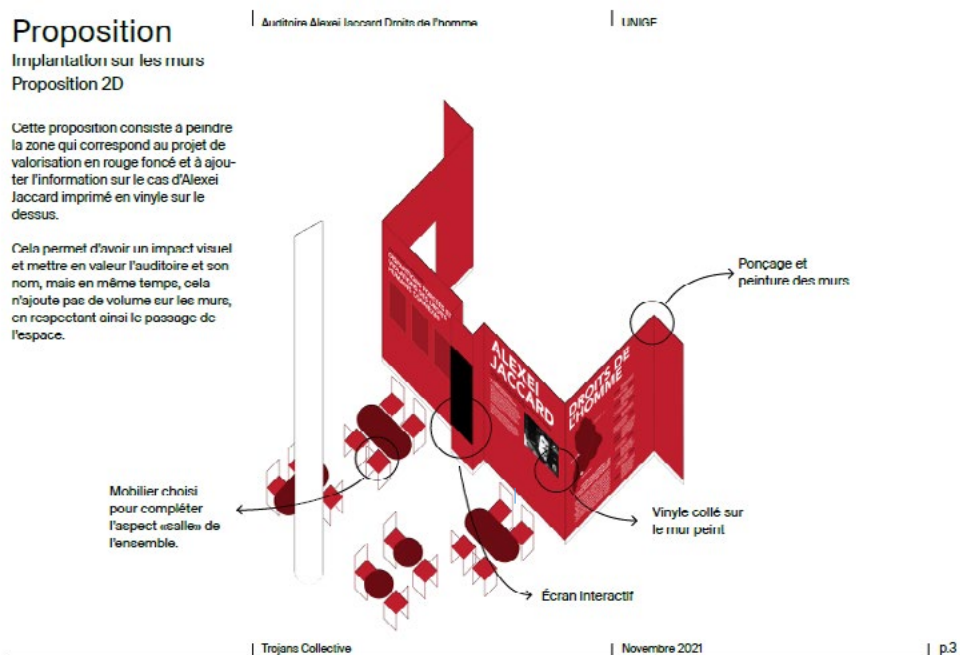 Proposition
Implantation sur les murs
Proposition 2D
Auditoire Alexei Jaccard Droits de l'homme
UNIGE
Cette proposition consiste à peindre
la zone qui correspond au projet de
valorisation en rouge foncé et à ajou-
ter l'information sur le cas d'Alexei
Jaccard imprimé en vinyle sur le
dessus.
Cela permet d'avoir un impact visuel
et mettre en valeur l'auditoire et son
nom, mais en même temps, cela
n'ajoute pas de volume sur les murs,
en respectant ainsi le passage de
l'espace.
Ponçage et
peinture des murs
ALEXEI
JACCARD
DROITS DE
L'HOMME
Mobilier choisi
pour compléter
l'aspect «salle» de
l'ensemble.
Vinyle collé sur
le mur peint
Écran interactif
Trojans Collective
Novembre 2021
p.3